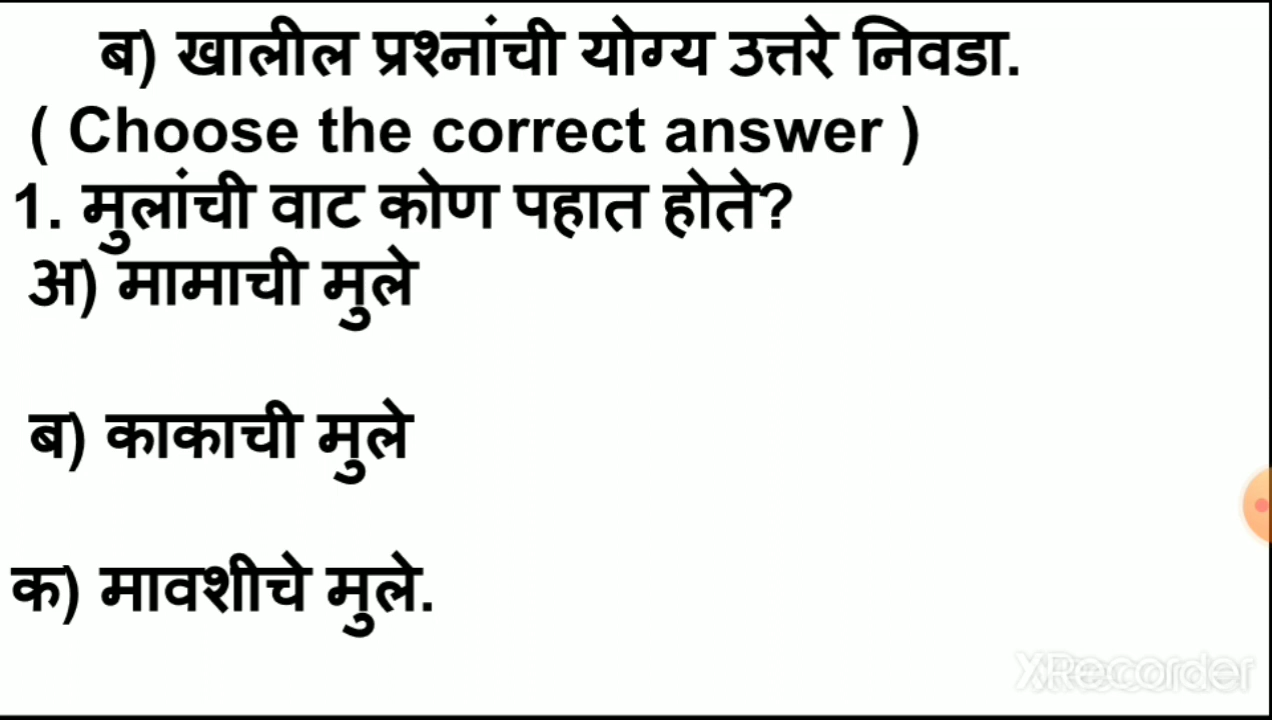 ब) खालील प्रश्नांची योग्य उत्तरे निवडा.
( Choose the correct answer )
1. मुलांची वाट कोण पहात होते?
अ) मामाची मुले
ब) काकाची मुले
क) मावशीचे मुले.
XRecorder